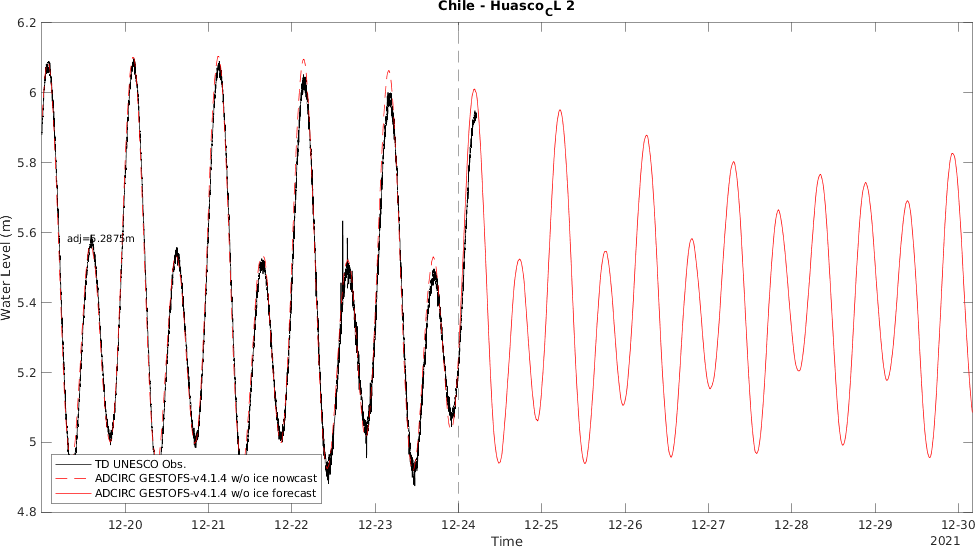 Chile - HuascoCL 2
6.2
6
5.8
5.6
5.4
5.2
5
4.8
Water Level (m)
adj=5.2875m
TD UNESCO Obs.
ADCIRC GESTOFS-v4.1.4 w/o ice nowcast
ADCIRC GESTOFS-v4.1.4 w/o ice forecast
12-20 12-21 12-22 12-23 12-24 12-25 12-26 12-27 12-28 12-29 12-30
Time
2021